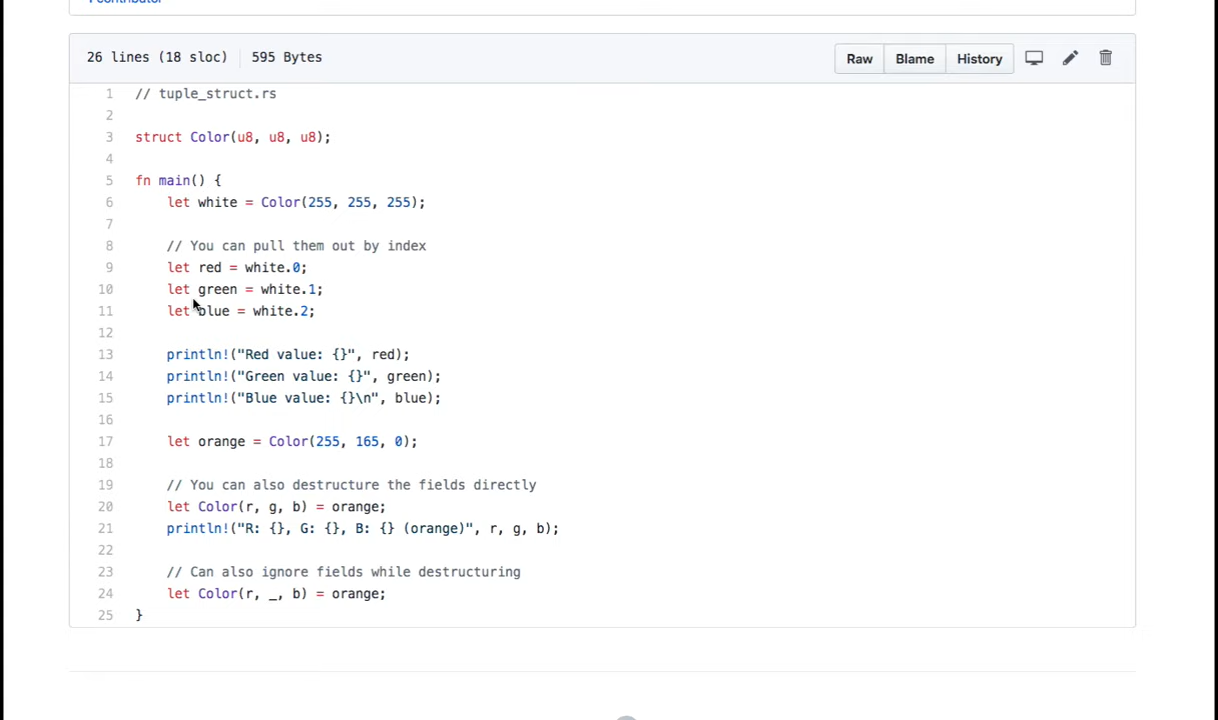 1 contributor
26 lines (18 sloc) 595 Bytes Raw Blame History
1 // tuple_struct.rs
2
3 struct Color(u8, u8, u8);
4
5 fn main() {
6 let white = Color(255, 255, 255);
7
8 // You can pull them out by index
9 let red = white.0;
10 let green = white.1;
11 let blue = white.2;
12
13 println!("Red value: {}", red);
14 println!("Green value: {}", green);
15 println!("Blue value: {}\n", blue);
16
17 let orange = Color(255, 165, 0);
18
19 // You can also destructure the fields directly
20 let Color(r, g, b) = orange;
21 println!("R: {}, G: {}, B: {} (orange)", r, g, b);
22
23 // Can also ignore fields while destructuring
24 let Color(r, _, b) = orange;
25 }